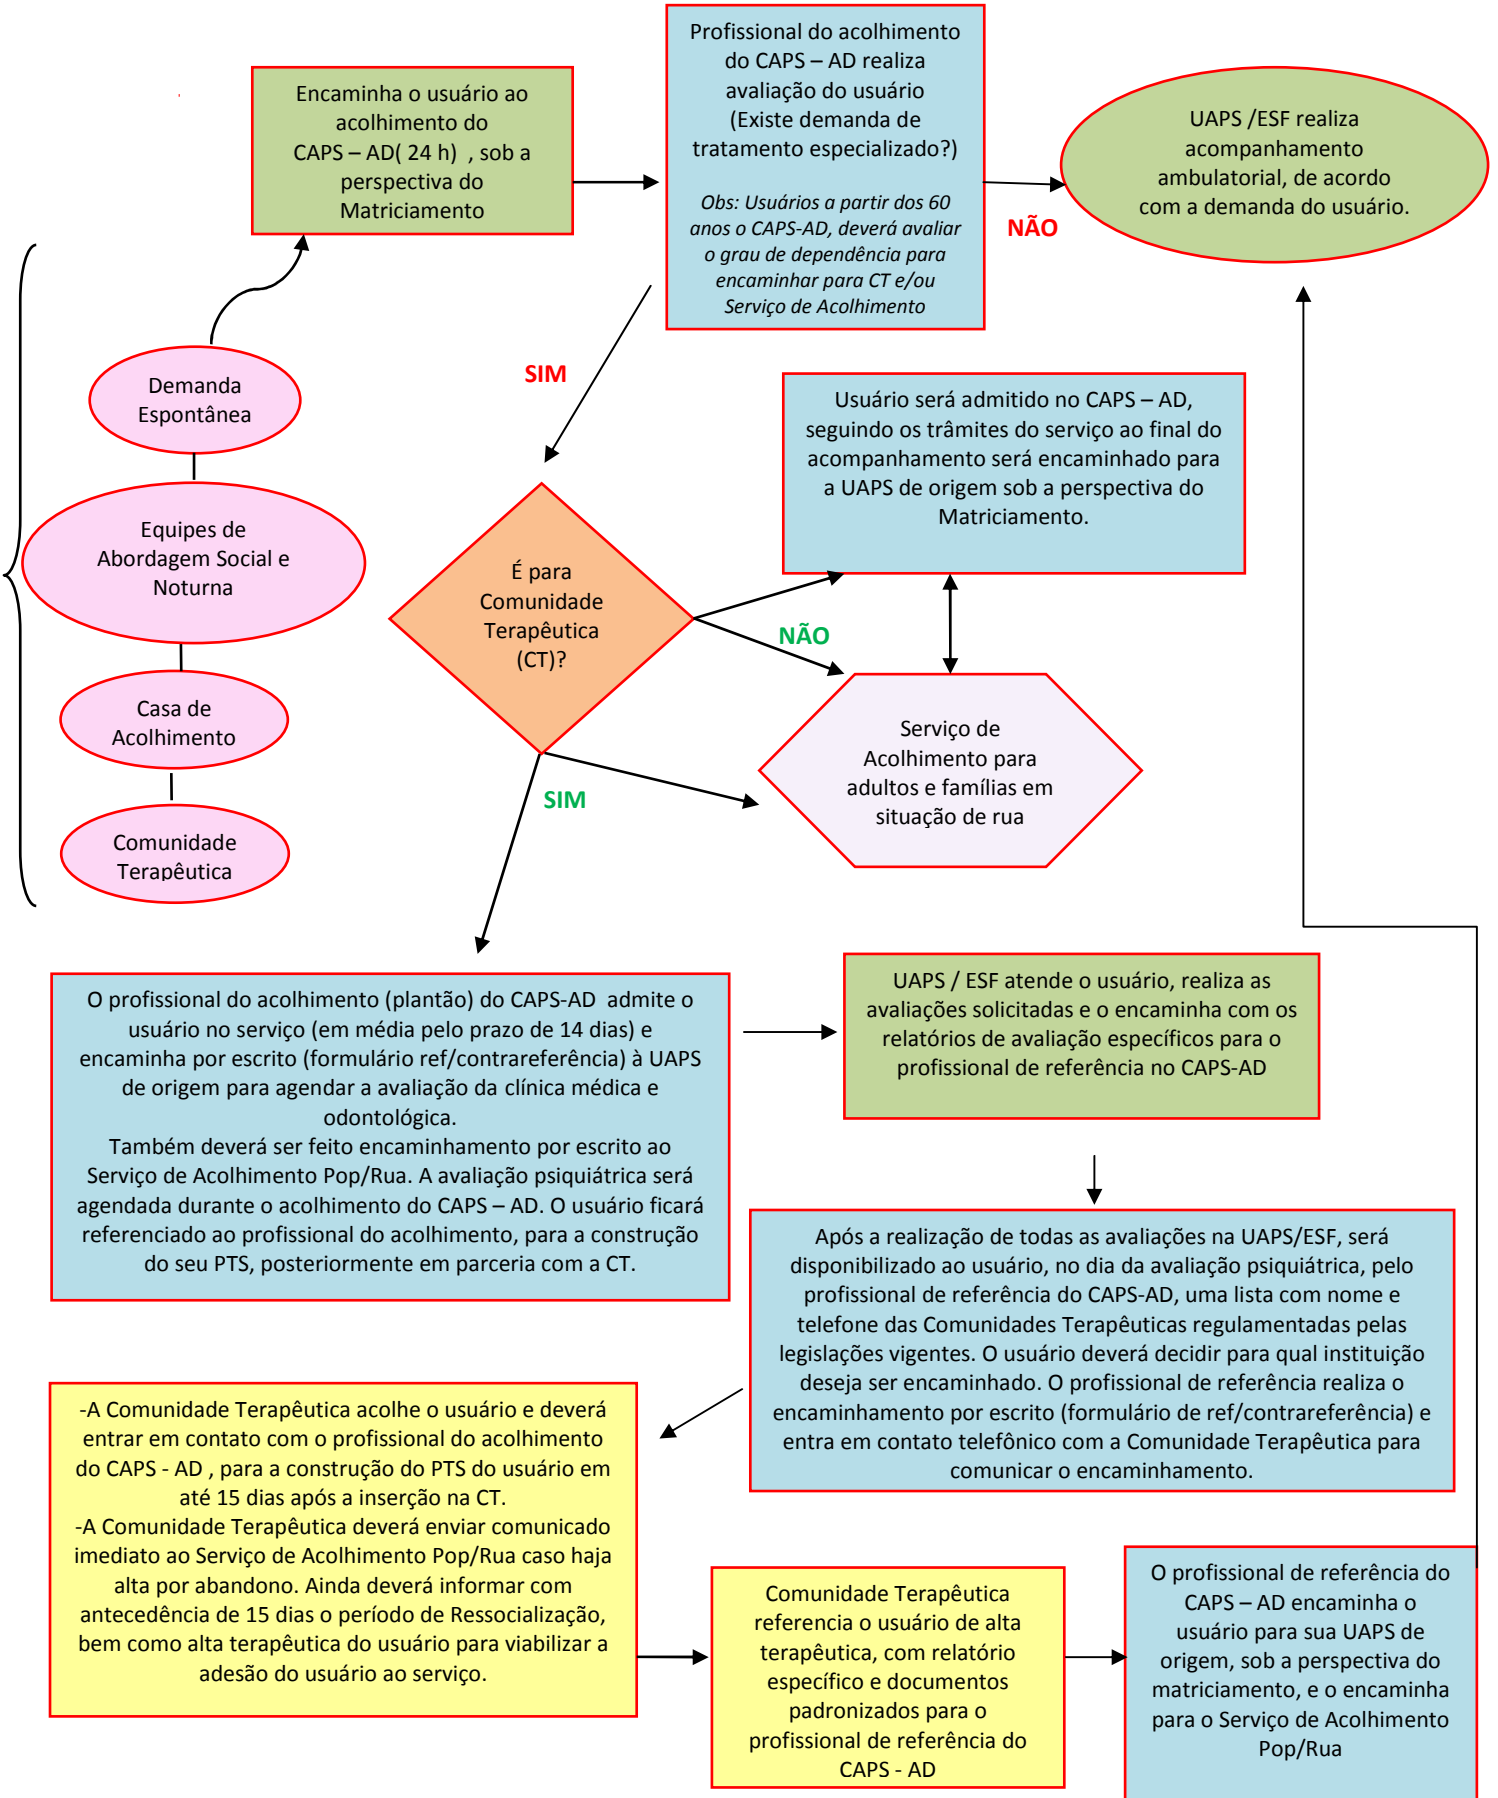 Encaminha o usuário ao
acolhimento do
CAPS – AD( 24 h) , sob a
perspectiva do
Matriciamento
Profissional do acolhimento
do CAPS – AD realiza
avaliação do usuário
(Existe demanda de
tratamento especializado?)
Obs: Usuários a partir dos 60
anos o CAPS-AD, deverá avaliar
o grau de dependência para
encaminhar para CT e/ou
Serviço de Acolhimento
NÃO
UAPS /ESF realiza
acompanhamento
ambulatorial, de acordo
com a demanda do usuário.
SIM
Demanda
Espontânea
Equipes de
Abordagem Social e
Noturna
Casa de
Acolhimento
Comunidade
Terapêutica
É para
Comunidade
Terapêutica
(CT)?
Usuário será admitido no CAPS – AD,
seguindo os trâmites do serviço ao final do
acompanhamento será encaminhado para
a UAPS de origem sob a perspectiva do
Matriciamento.
NÃO
Serviço de
Acolhimento para
adultos e famílias em
situação de rua
SIM
O profissional do acolhimento (plantão) do CAPS-AD admite o
usuário no serviço (em média pelo prazo de 14 dias) e
encaminha por escrito (formulário ref/contrareferência) à UAPS
de origem para agendar a avaliação da clínica médica e
odontológica.
Também deverá ser feito encaminhamento por escrito ao
Serviço de Acolhimento Pop/Rua. A avaliação psiquiátrica será
agendada durante o acolhimento do CAPS – AD. O usuário ficará
referenciado ao profissional do acolhimento, para a construção
do seu PTS, posteriormente em parceria com a CT.
UAPS / ESF atende o usuário, realiza as
avaliações solicitadas e o encaminha com os
relatórios de avaliação específicos para o
profissional de referência no CAPS-AD
Após a realização de todas as avaliações na UAPS/ESF, será
disponibilizado ao usuário, no dia da avaliação psiquiátrica, pelo
profissional de referência do CAPS-AD, uma lista com nome e
telefone das Comunidades Terapêuticas regulamentadas pelas
legislações vigentes. O usuário deverá decidir para qual instituição
deseja ser encaminhado. O profissional de referência realiza o
encaminhamento por escrito (formulário de ref/contrareferência) e
entra em contato telefônico com a Comunidade Terapêutica para
comunicar o encaminhamento.
-A Comunidade Terapêutica acolhe o usuário e deverá
entrar em contato com o profissional do acolhimento
do CAPS - AD , para a construção do PTS do usuário em
até 15 dias após a inserção na CT.
-A Comunidade Terapêutica deverá enviar comunicado
imediato ao Serviço de Acolhimento Pop/Rua caso haja
alta por abandono. Ainda deverá informar com
antecedência de 15 dias o período de Ressocialização,
bem como alta terapêutica do usuário para viabilizar a
adesão do usuário ao serviço.
Comunidade Terapêutica
referencia o usuário de alta
terapêutica, com relatório
específico e documentos
padronizados para o
profissional de referência do
CAPS - AD
O profissional de referência do
CAPS – AD encaminha o
usuário para sua UAPS de
origem, sob a perspectiva do
matriciamento, e o encaminha
para o Serviço de Acolhimento
Pop/Rua